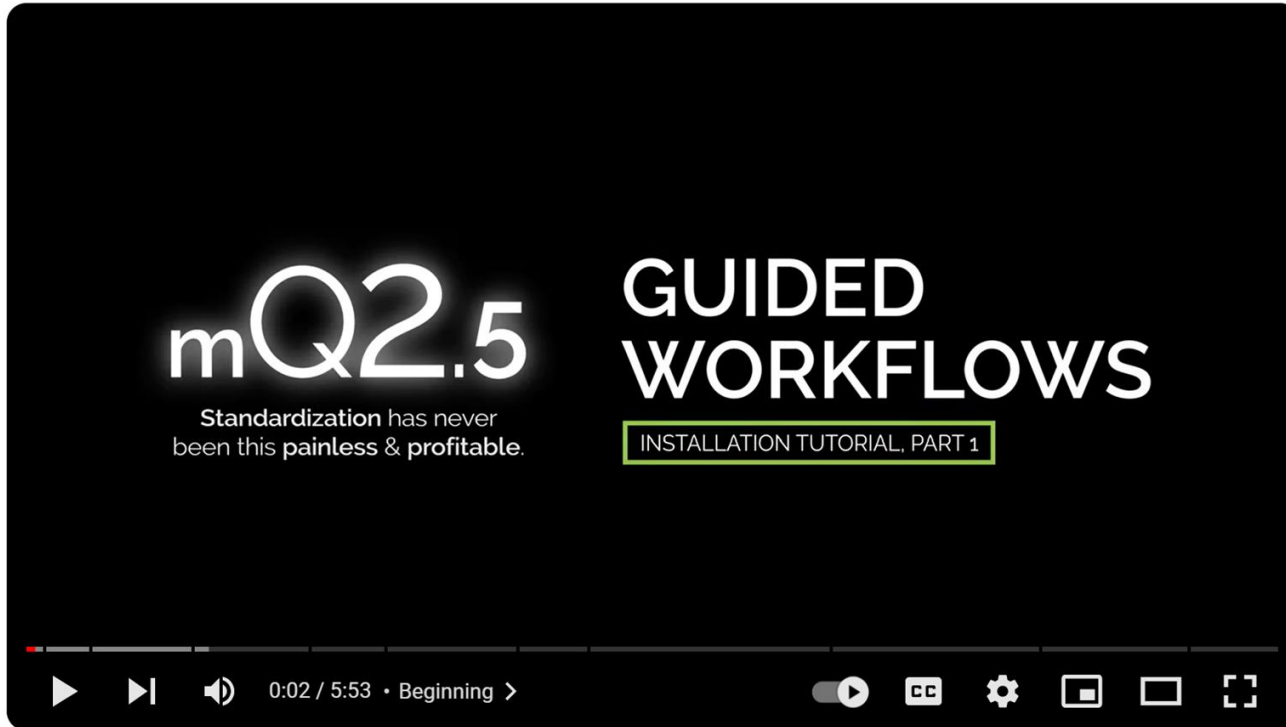 mQ2.5
Standardization has never
been this painless & profitable.
GUIDED
WORKFLOWS
INSTALLATION TUTORIAL, PART 1
0:02 / 5:53 • Beginning >
CC